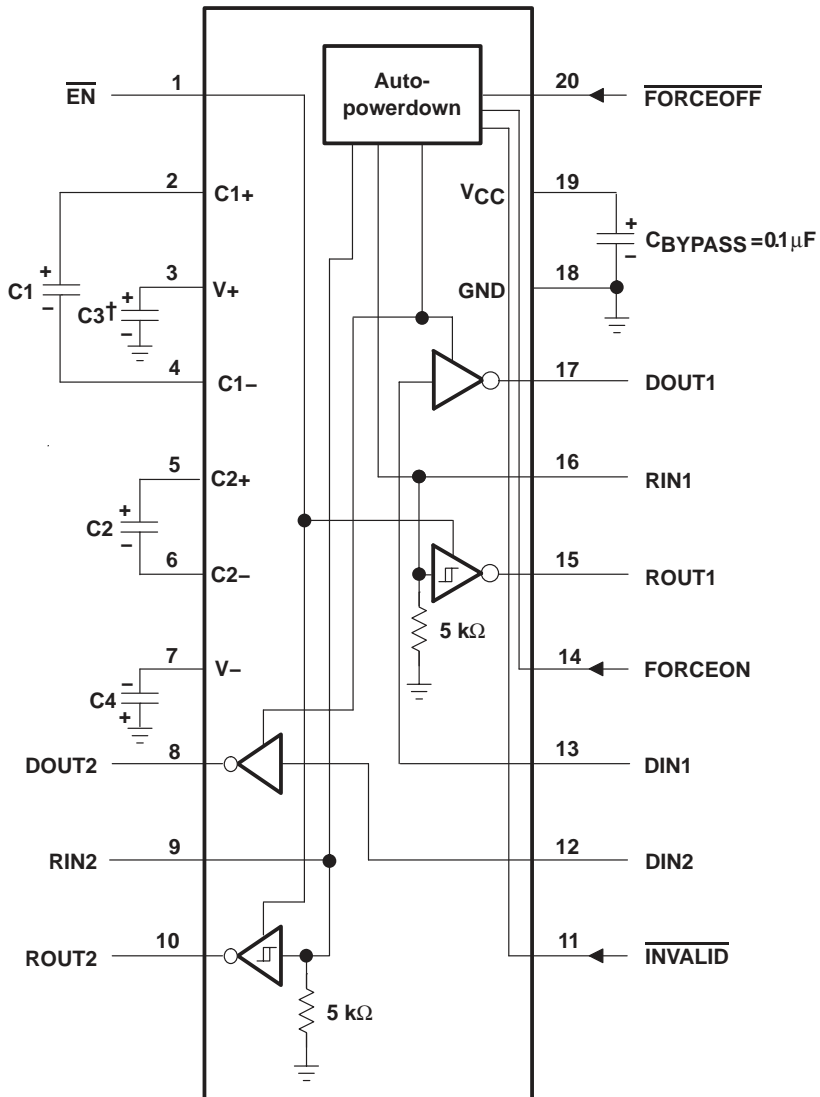 Auto-
powerdown
EN
1
20
FORCEOFF
2
C1+
VCC
19
+
CBYPASS = 0.1 µF
–
+
C1
–
3
V+
+
C3†
–
GND
18
4
C1–
17
DOUT1
5
C2+
16
RIN1
+
C2
–
6
C2–
15
ROUT1
5 kΩ
7
V–
–
C4
+
14
FORCEON
DOUT2
8
13
DIN1
RIN2
9
12
DIN2
ROUT2
10
11
INVALID
5 kΩ